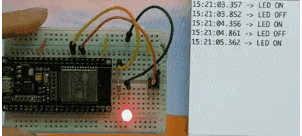 15:21:03.357 -> LED ON
15:21:03.852 -> LED OFF
15:21:04.356 -> LED ON
15:21:04.861 -> LED OFF
15:21:05.362 -> LED ON